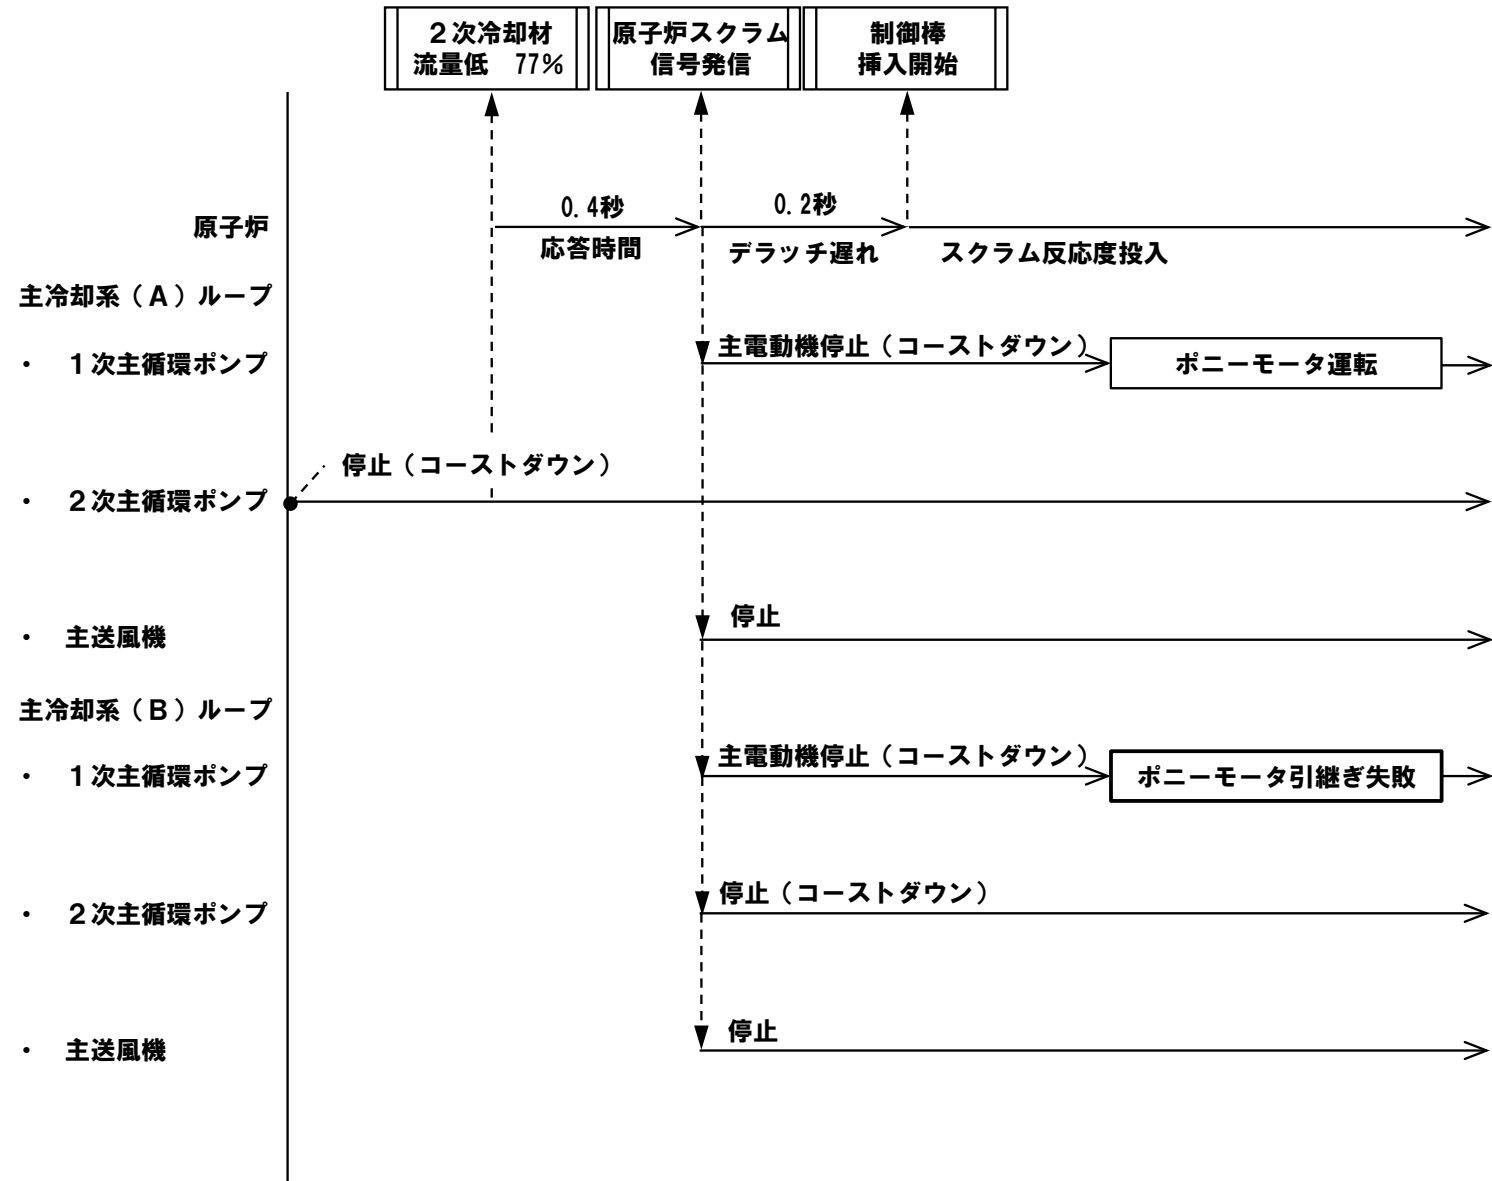 ２次冷却材
流量低　77％
原子炉スクラム
信号発信
制御棒
挿入開始
原子炉
0.4秒
応答時間
0.2秒
デラッチ遅れ
スクラム反応度投入
主冷却系（Ａ）ループ
・　１次主循環ポンプ
主電動機停止（コーストダウン）
ポニーモータ運転
停止（コーストダウン）
・　２次主循環ポンプ
・　主送風機
停止
主冷却系（Ｂ）ループ
・　１次主循環ポンプ
主電動機停止（コーストダウン）
ポニーモータ引継ぎ失敗
・　２次主循環ポンプ
停止（コーストダウン）
・　主送風機
停止